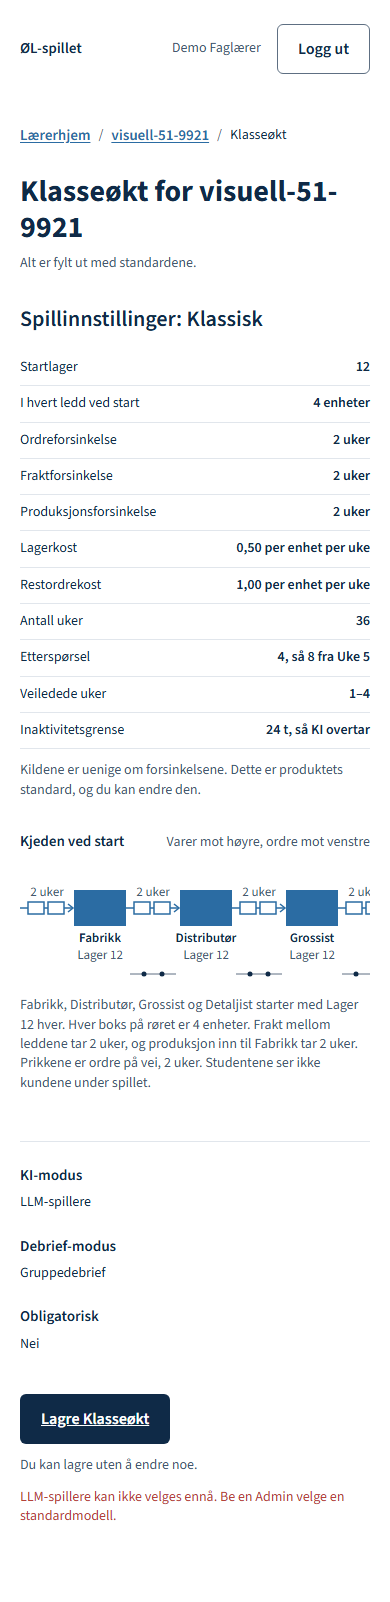 ØL-spillet
Demo Faglærer
Logg ut
Lærerhjem / visuell-51-9921 / Klasseøkt
Klasseøkt for visuell-51-
9921
Alt er fylt ut med standardene.
Spillinnstillinger: Klassisk
Startlager 12
I hvert ledd ved start 4 enheter
Ordreforsinkelse 2 uker
Fraktforsinkelse 2 uker
Produksjonsforsinkelse 2 uker
Lagerkost 0,50 per enhet per uke
Restordrekost 1,00 per enhet per uke
Antall uker 36
Etterspørsel 4, så 8 fra Uke 5
Veiledede uker 1–4
Inaktivitetsgrense 24 t, så KI overtar
Kildene er uenige om forsinkelsene. Dette er produktets
standard, og du kan endre den.
Kjeden ved start Varer mot høyre, ordre mot venstre
2 uker 2 uker 2 uker 2 uk
Fabrikk Distributør Grossist
Lager 12 Lager 12 Lager 12
Fabrikk, Distributør, Grossist og Detaljist starter med Lager
12 hver. Hver boks på røret er 4 enheter. Frakt mellom
leddene tar 2 uker, og produksjon inn til Fabrikk tar 2 uker.
Prikkene er ordre på vei, 2 uker. Studentene ser ikke
kundene under spillet.
KI-modus
LLM-spillere
Debrief-modus
Gruppedebrief
Obligatorisk
Nei
Lagre Klasseøkt
Du kan lagre uten å endre noe.
LLM-spillere kan ikke velges ennå. Be en Admin velge en
standardmodell.